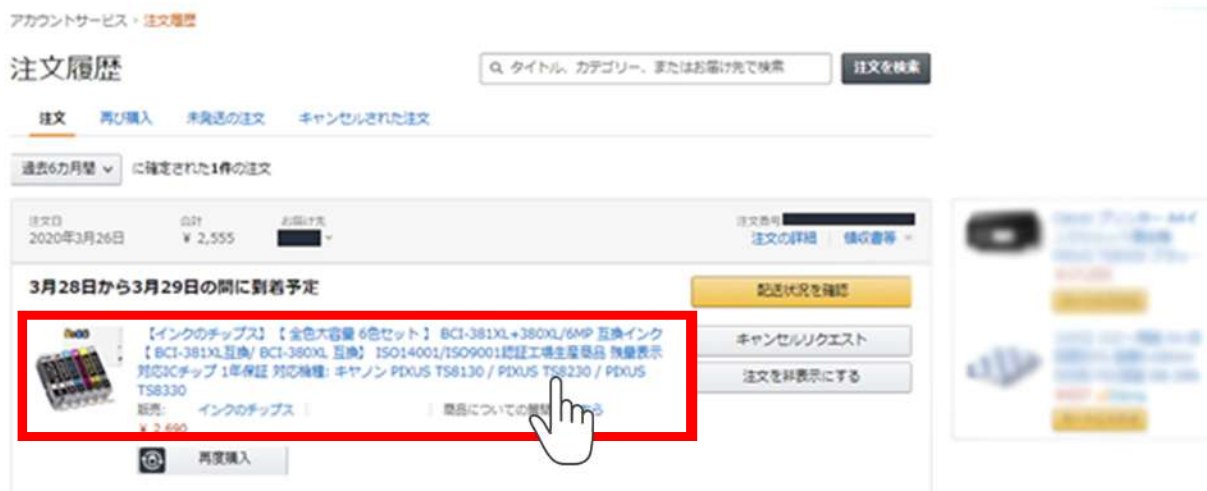 アカウントサービス › 注文履歴
注文履歴
タイトル、カテゴリー、またはお届け先で検索
注文を検索
注文 再び購入 未発送の注文 キャンセルされた注文
過去6カ月間 に確定された1件の注文
注文日 合計 お届け先 注文番号
2020年3月26日 ¥ 2,555 注文の詳細 領収書等
3月28日から3月29日の間に到着予定
配送状況を確認
【インクのチップス】【 全色大容量 6色セット 】 BCI-381XL+380XL/6MP 互換インク
【 BCI-381XL互換/ BCI-380XL 互換】 ISO14001/ISO9001認証工場生産商品 残量表示
対応ICチップ 1年保証 対応機種: キヤノン PIXUS TS8130 / PIXUS TS8230 / PIXUS
TS8330
販売: インクのチップス 商品についての質問
¥ 2,690
キャンセルリクエスト
注文を非表示にする
再度購入